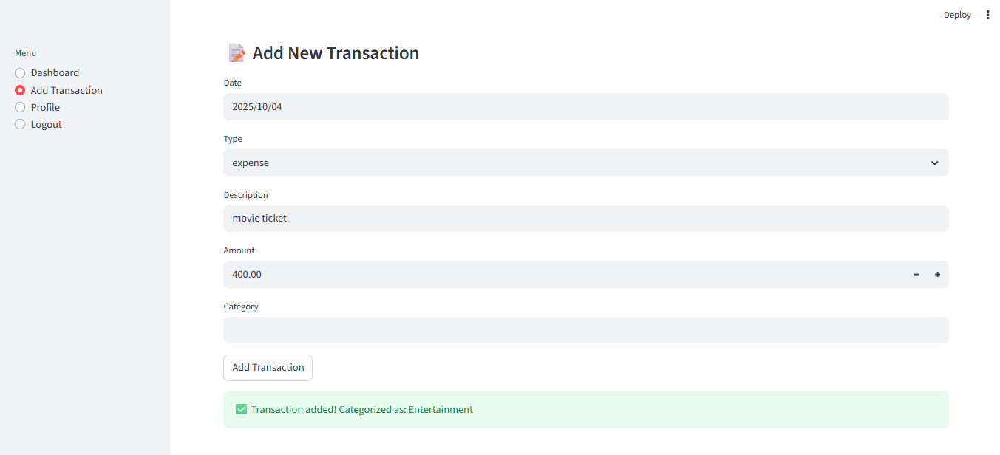 Deploy
Menu
Dashboard
Add Transaction
Profile
Logout
Add New Transaction
Date
2025/10/04
Type
expense
Description
movie ticket
Amount
400.00
Category
Add Transaction
✅ Transaction added! Categorized as: Entertainment